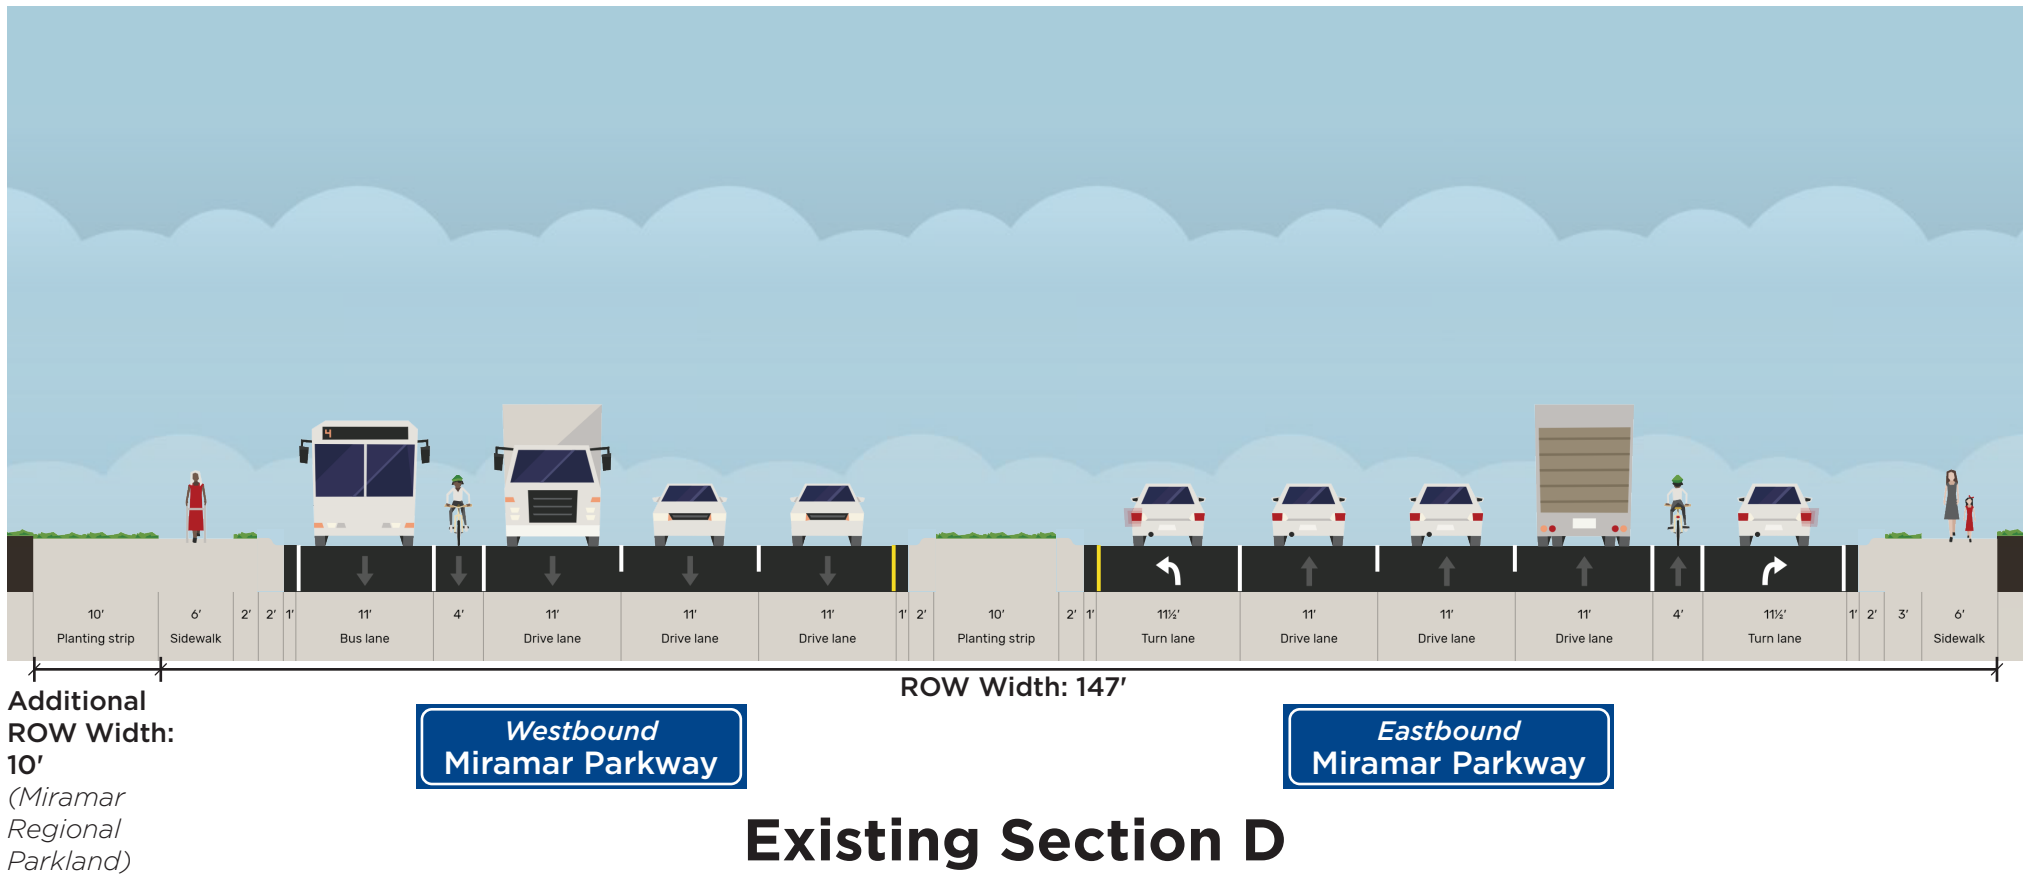 4
10' 6' 2' 2' 1' 11' 4' 11' 11' 11' 1' 2' 10' 2' 1' 11½' 11' 11' 11' 4' 11½' 1' 2' 3' 6'
Planting strip Sidewalk Bus lane Drive lane Drive lane Drive lane Planting strip Turn lane Drive lane Drive lane Drive lane Turn lane Sidewalk
ROW Width: 147'
Additional
ROW Width:
10'
(Miramar
Regional
Parkland)
Westbound
Miramar Parkway
Eastbound
Miramar Parkway
Existing Section D